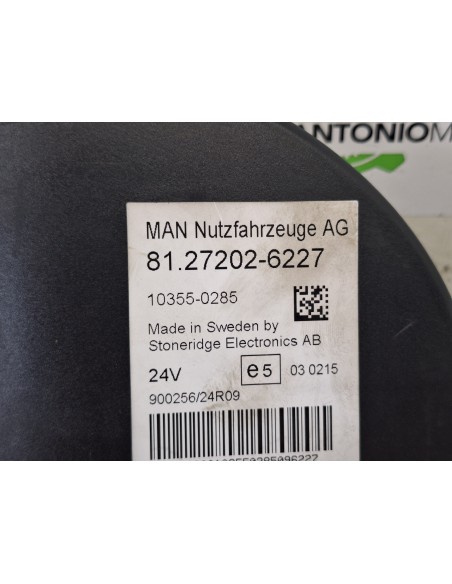 ANTONIOM
MAN Nutzfahrzeuge AG
81.27202-6227
10355-0285
Made in Sweden by
Stoneridge Electronics AB
24V e5 03 0215
900256/24R09